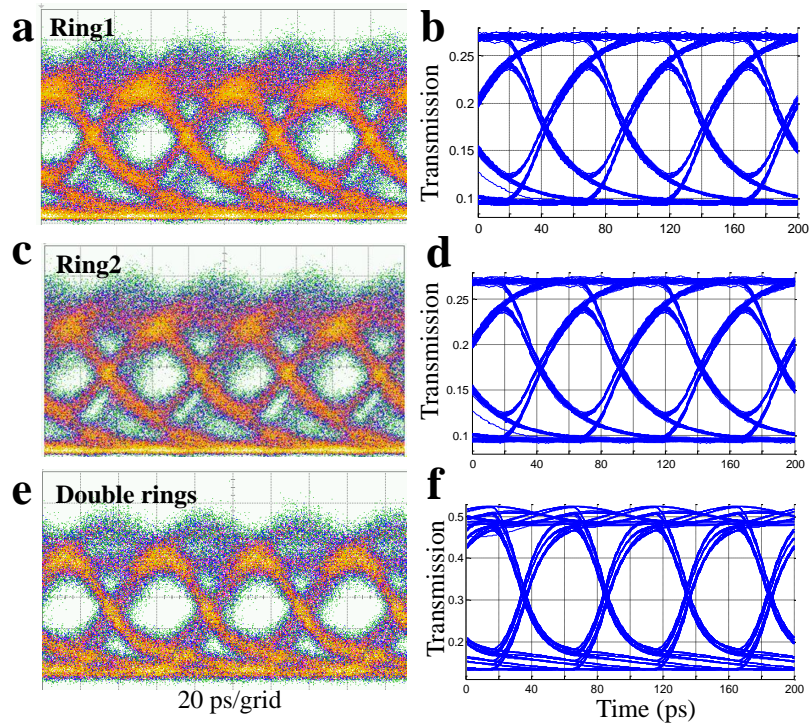 a Ring1
b
Transmission
0.25
0.2
0.15
0.1
0 40 80 120 160 200
c Ring2
d
Transmission
0.25
0.2
0.15
0.1
0 40 80 120 160 200
e Double rings
f
Transmission
0.5
0.4
0.3
0.2
0 40 80 120 160 200
20 ps/grid
Time (ps)